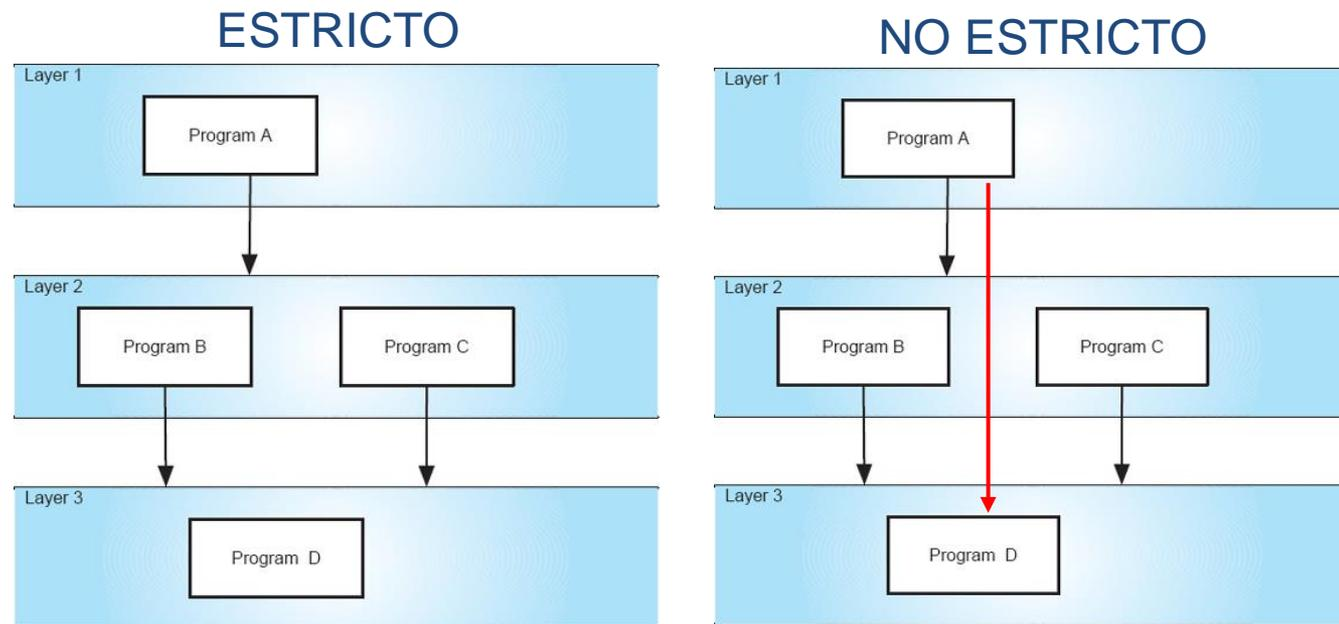 ESTRICTO
Layer 1
Program A
Layer 2
Program B
Program C
Layer 3
Program D
NO ESTRICTO
Layer 1
Program A
Layer 2
Program B
Program C
Layer 3
Program D